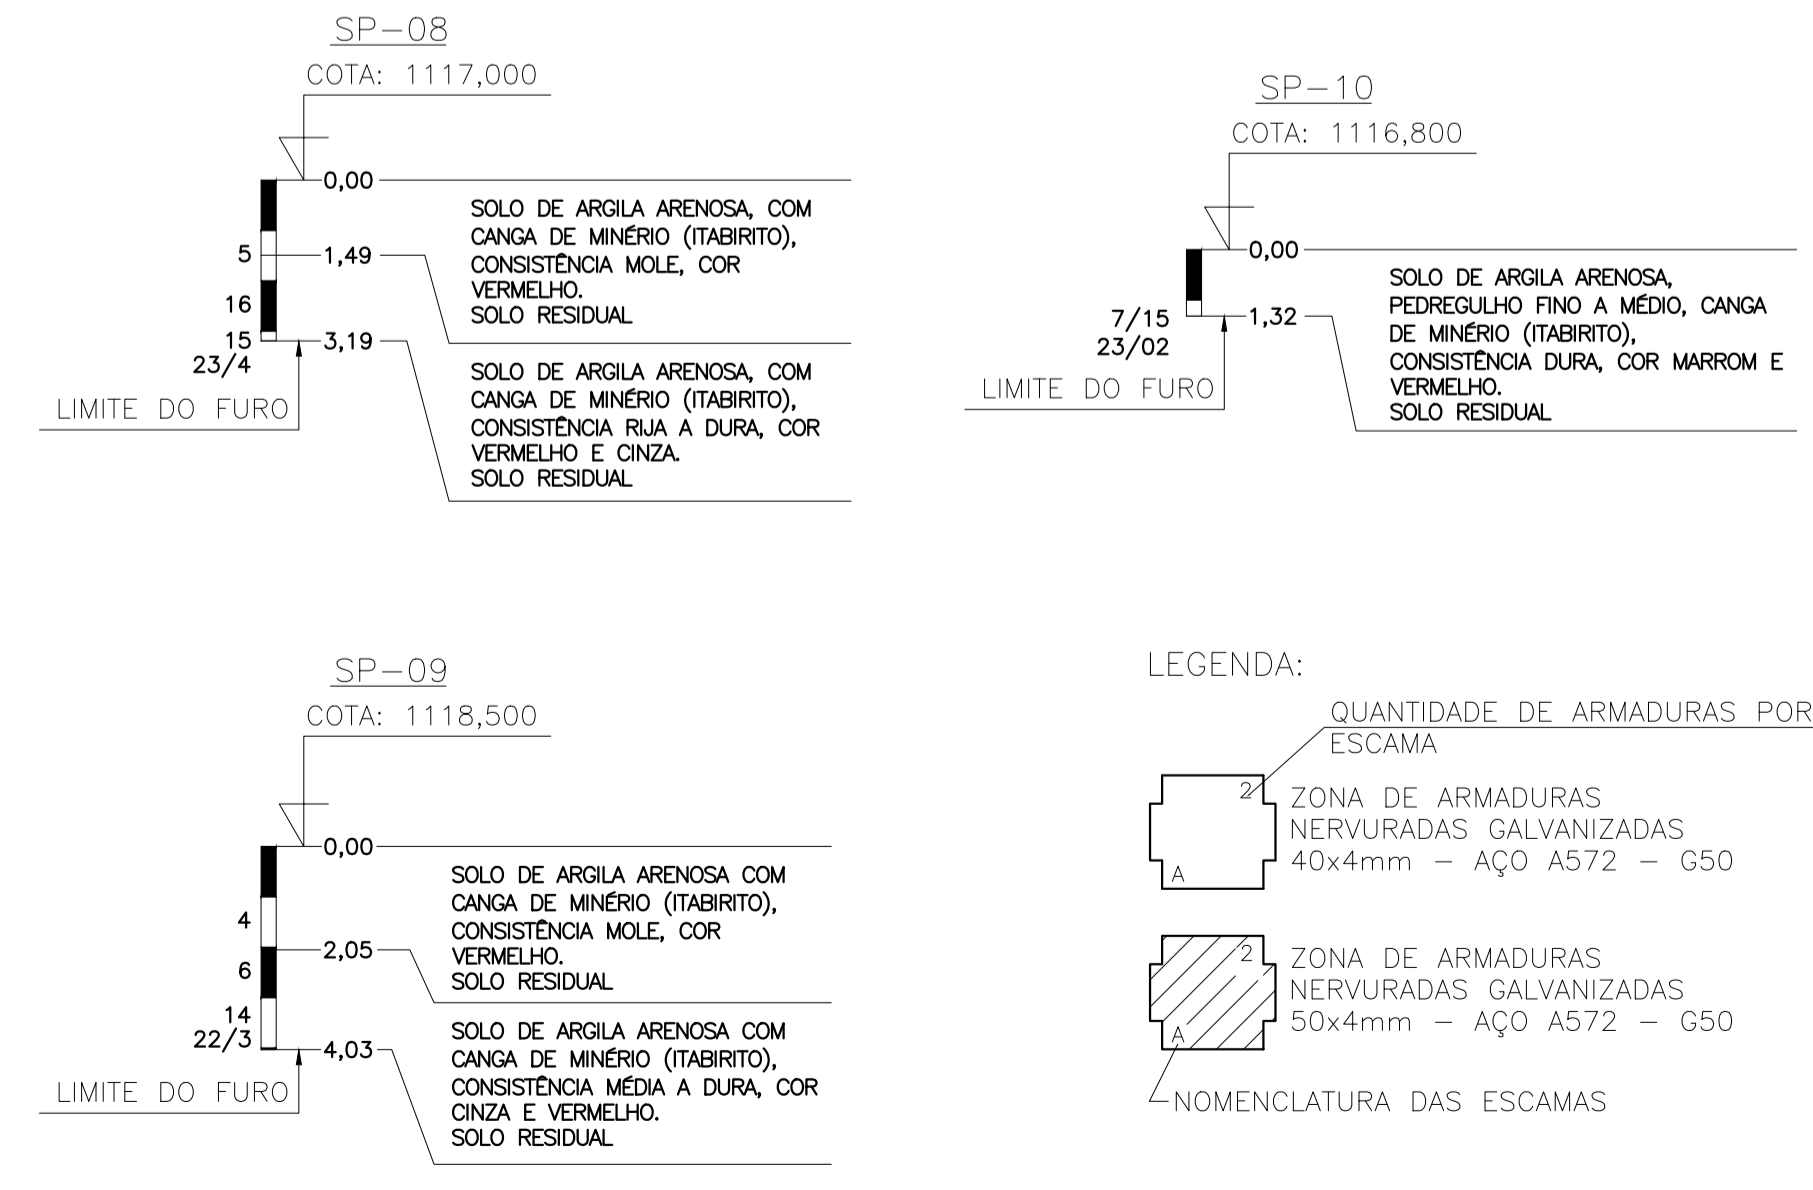 SP-08
COTA: 1117,000
0,00
SOLO DE ARGILA ARENOSA, COM
CANGA DE MINÉRIO (ITABIRITO),
CONSISTÊNCIA MOLE, COR
VERMELHO.
SOLO RESIDUAL
5
1,49
16
15
3,19
23/4
SOLO DE ARGILA ARENOSA, COM
CANGA DE MINÉRIO (ITABIRITO),
CONSISTÊNCIA RIJA A DURA, COR
VERMELHO E CINZA.
SOLO RESIDUAL
LIMITE DO FURO
SP-10
COTA: 1116,800
0,00
SOLO DE ARGILA ARENOSA,
PEDREGULHO FINO A MÉDIO, CANGA
DE MINÉRIO (ITABIRITO),
CONSISTÊNCIA DURA, COR MARROM E
VERMELHO.
SOLO RESIDUAL
7/15
1,32
23/02
LIMITE DO FURO
SP-09
COTA: 1118,500
0,00
SOLO DE ARGILA ARENOSA COM
CANGA DE MINÉRIO (ITABIRITO),
CONSISTÊNCIA MOLE, COR
VERMELHO.
SOLO RESIDUAL
4
2,05
6
14
22/3
4,03
SOLO DE ARGILA ARENOSA COM
CANGA DE MINÉRIO (ITABIRITO),
CONSISTÊNCIA MÉDIA A DURA, COR
CINZA E VERMELHO.
SOLO RESIDUAL
LIMITE DO FURO
LEGENDA:
QUANTIDADE DE ARMADURAS POR
ESCAMA
2
A
ZONA DE ARMADURAS
NERVURADAS GALVANIZADAS
40x4mm - AÇO A572 - G50
2
A
ZONA DE ARMADURAS
NERVURADAS GALVANIZADAS
50x4mm - AÇO A572 - G50
NOMENCLATURA DAS ESCAMAS